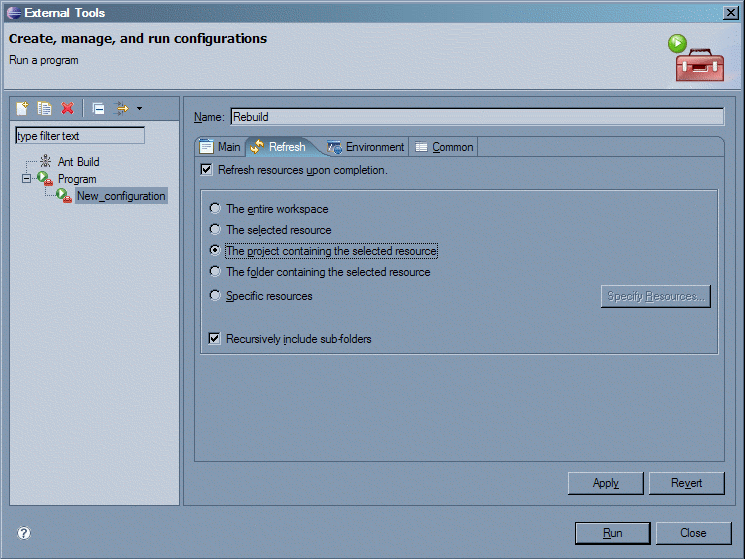 External Tools
Create, manage, and run configurations
Run a program
type filter text
Ant Build
Program
New_configuration
Name: Rebuild
Main Refresh Environment Common
Refresh resources upon completion.
The entire workspace
The selected resource
The project containing the selected resource
The folder containing the selected resource
Specific resources Specify Resources...
Recursively include sub-folders
Apply Revert
? Run Close